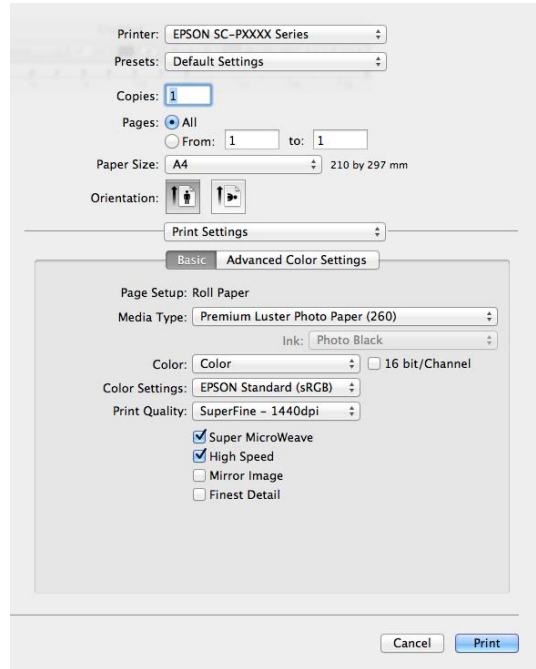 Printer: EPSON SC-PXXXX Series
Presets: Default Settings
Copies: 1
Pages: All
From: 1 to: 1
Paper Size: A4 210 by 297 mm
Orientation:
Print Settings
Basic Advanced Color Settings
Page Setup: Roll Paper
Media Type: Premium Luster Photo Paper (260)
Ink: Photo Black
Color: Color 16 bit/Channel
Color Settings: EPSON Standard (sRGB)
Print Quality: SuperFine – 1440dpi
Super MicroWeave
High Speed
Mirror Image
Finest Detail
Cancel Print